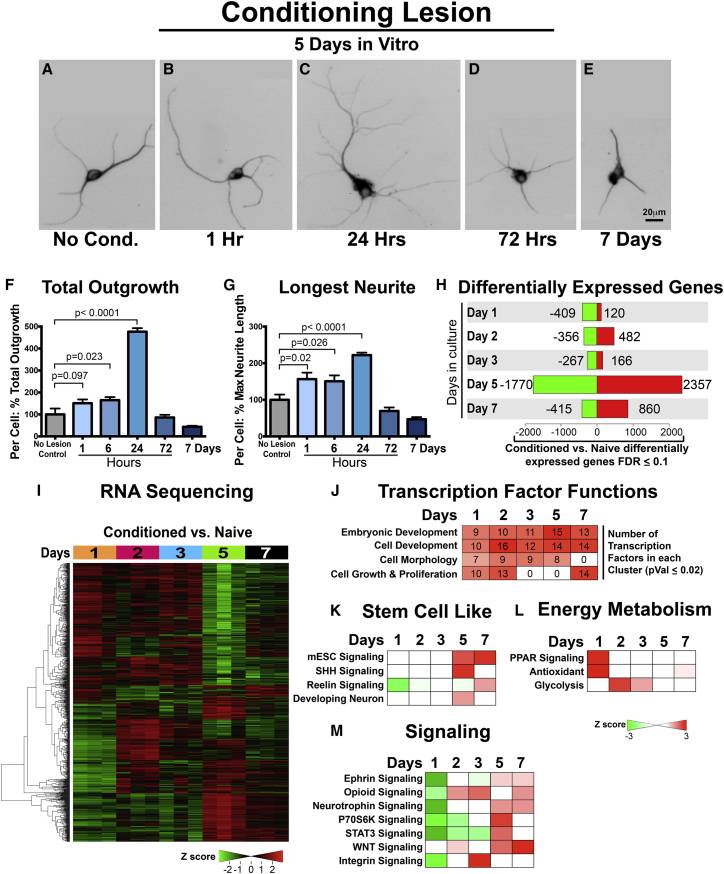 Conditioning Lesion
5 Days in Vitro
A
B
C
D
E
20µm
No Cond.
1 Hr
24 Hrs
72 Hrs
7 Days
F Total Outgrowth
Per Cell: % Total Outgrowth
500
400
300
200
100
0
p< 0.0001
p=0.023
p=0.097
No Lesion
Control
1 6 24 72 7 Days
Hours
G Longest Neurite
Per Cell: % Max Neurite Length
300
200
100
0
p< 0.0001
p=0.026
p=0.02
No Lesion
Control
1 6 24 72 7 Days
Hours
H Differentially Expressed Genes
Days in culture
Day 1 -409 120
Day 2 -356 482
Day 3 -267 166
Day 5 -1770 2357
Day 7 -415 860
-2000 -1000 0 1000 2000
Conditioned vs. Naive differentially
expressed genes FDR ≤ 0.1
I RNA Sequencing
Conditioned vs. Naive
Days 1 2 3 5 7
Z score
-2 -1 0 1 2
J Transcription Factor Functions
Days 1 2 3 5 7
Embryonic Development 9 10 11 15 13
Cell Development 10 16 12 14 14
Cell Morphology 7 9 9 8 0
Cell Growth & Proliferation 10 13 0 0 14
Number of
Transcription
Factors in each
Cluster (pVal ≤ 0.02)
K Stem Cell Like
Days
1 2 3 5 7
mESC Signaling
SHH Signaling
Reelin Signaling
Developing Neuron
L Energy Metabolism
Days
1 2 3 5 7
PPAR Signaling
Antioxidant
Glycolysis
Z score
-3 3
M Signaling
Days 1 2 3 5 7
Ephrin Signaling
Opioid Signaling
Neurotrophin Signaling
P70S6K Signaling
STAT3 Signaling
WNT Signaling
Integrin Signaling